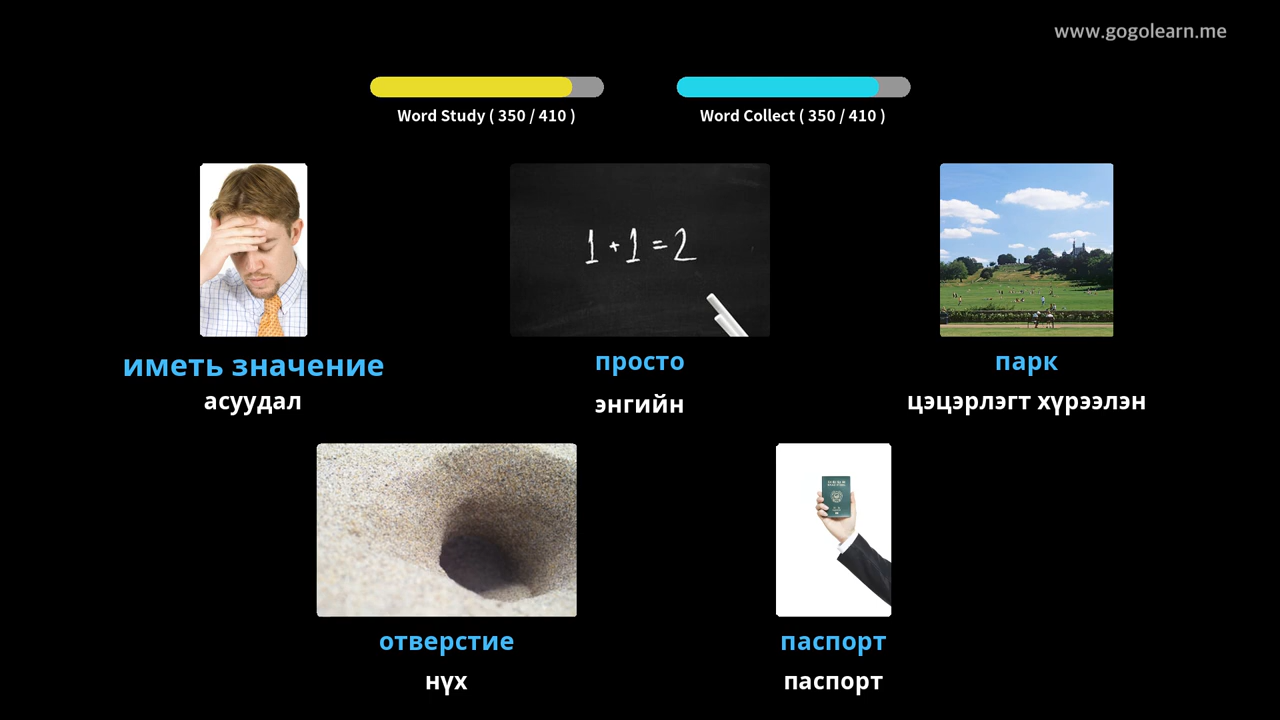 www.gogolearn.me
Word Study ( 350 / 410 )
Word Collect ( 350 / 410 )
1 + 1 = 2
иметь значение
просто
парк
асуудал
энгийн
цэцэрлэгт хүрээлэн
отверстие
паспорт
нүх
паспорт